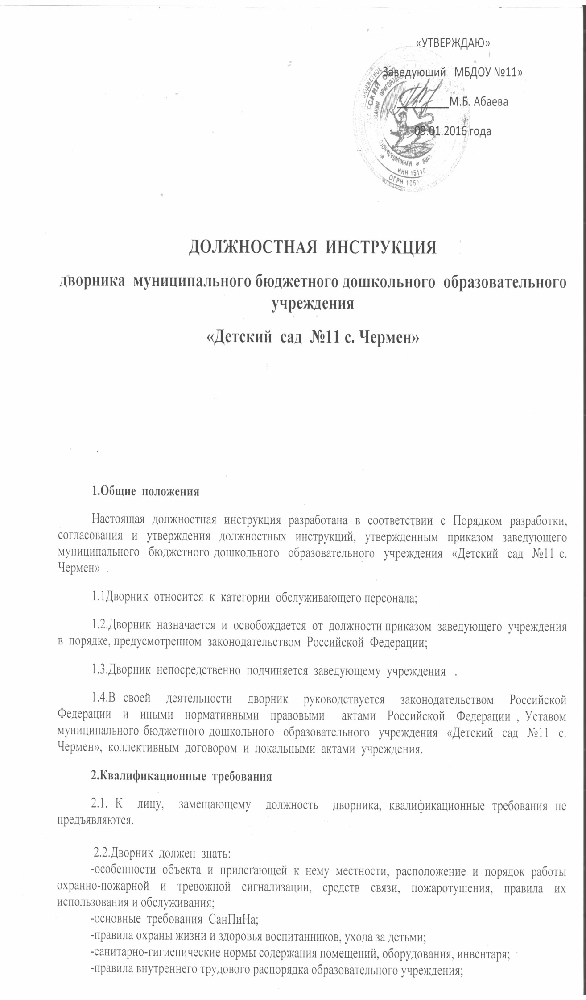 «УТВЕРЖДАЮ»
Заведующий МБДОУ №11»
М.Б. Абаева
09.01.2016 года
БЮДЖЕТНОЕ
ПРИГОРОДНО
МУНИЦИПАЛЬНОГО
ИНН 15110
ОГРН 1051
ДОЛЖНОСТНАЯ ИНСТРУКЦИЯ
дворника муниципального бюджетного дошкольного образовательного
учреждения
«Детский сад №11 с. Чермен»
1.Общие положения
Настоящая должностная инструкция разработана в соответствии с Порядком разработки,
согласования и утверждения должностных инструкций, утвержденным приказом заведующего
муниципального бюджетного дошкольного образовательного учреждения «Детский сад №11 с.
Чермен» .
1.1Дворник относится к категории обслуживающего персонала;
1.2.Дворник назначается и освобождается от должности приказом заведующего учреждения
в порядке, предусмотренном законодательством Российской Федерации;
1.3.Дворник непосредственно подчиняется заведующему учреждения .
1.4.В своей деятельности дворник руководствуется законодательством Российской
Федерации и иными нормативными правовыми актами Российской Федерации , Уставом
муниципального бюджетного дошкольного образовательного учреждения «Детский сад №11 с.
Чермен», коллективным договором и локальными актами учреждения.
2.Квалификационные требования
2.1. К лицу, замещающему должность дворника, квалификационные требования не
предъявляются.
2.2.Дворник должен знать:
-особенности объекта и прилегающей к нему местности, расположение и порядок работы
охранно-пожарной и тревожной сигнализации, средств связи, пожаротушения, правила их
использования и обслуживания;
-основные требования СанПиНа;
-правила охраны жизни и здоровья воспитанников, ухода за детьми;
-санитарно-гигиенические нормы содержания помещений, оборудования, инвентаря;
-правила внутреннего трудового распорядка образовательного учреждения;